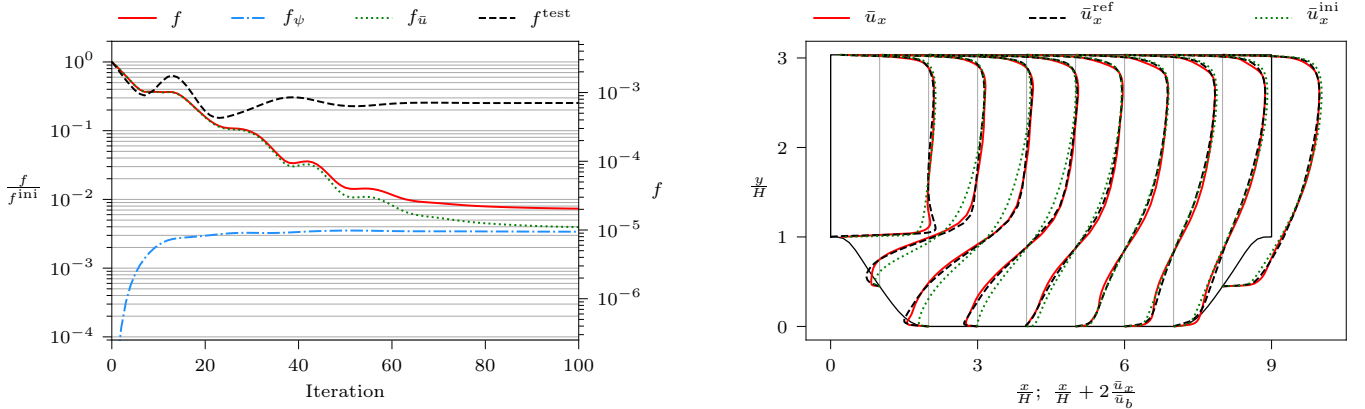 f f_ψ f_ū f^test
10^0
10^-1
10^-2
10^-3
10^-4
f/f^ini
10^-3
10^-4
10^-5
10^-6
f
0 20 40 60 80 100
Iteration
ū_x ū_x^ref ū_x^ini
3
2
1
0
y/H
0 3 6 9
x/H; x/H + 2 ū_x/ū_b